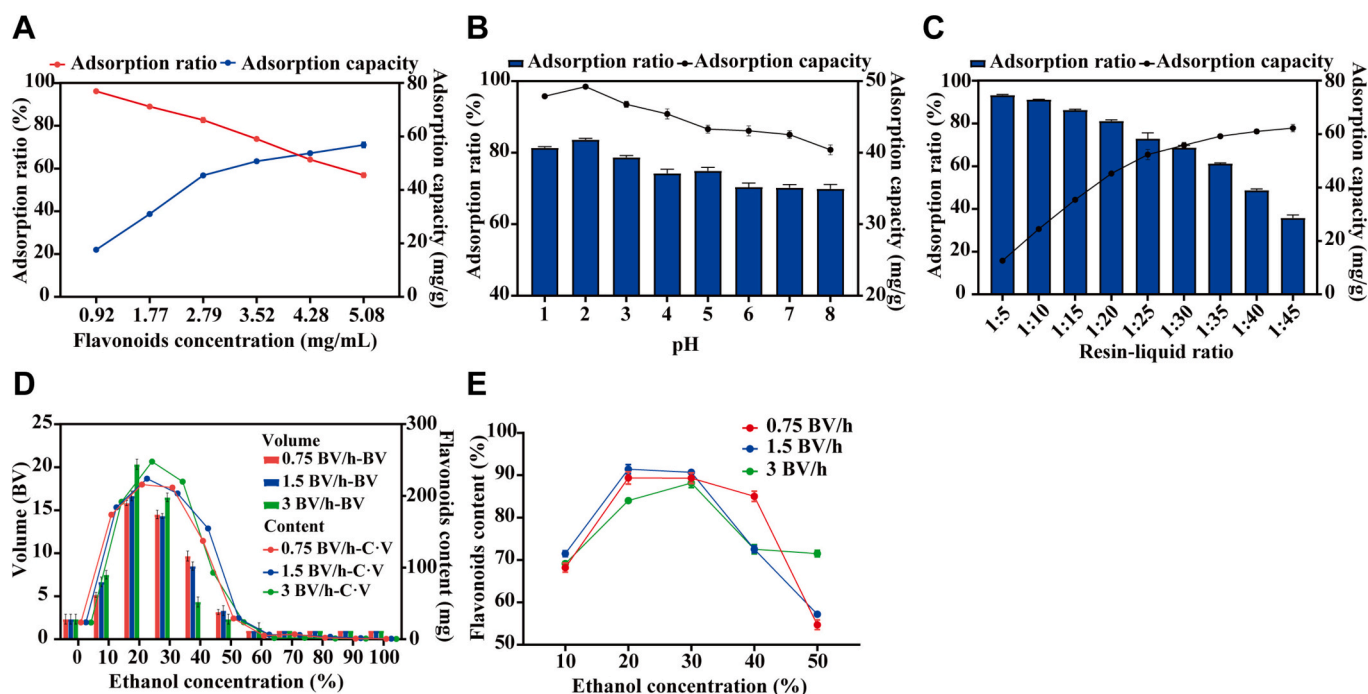 A
Adsorption ratio Adsorption capacity
Adsorption ratio (%)
100
80
60
40
20
0
80
60
40
20
0
Adsorption capacity (mg/g)
0.92 1.77 2.79 3.52 4.28 5.08
Flavonoids concentration (mg/mL)
B
Adsorption ratio Adsorption capacity
Adsorption ratio (%)
100
80
60
40
50
40
30
20
Adsorption capacity (mg/g)
1 2 3 4 5 6 7 8
pH
C
Adsorption ratio Adsorption capacity
Adsorption ratio (%)
100
80
60
40
20
0
80
60
40
20
0
Adsorption capacity (mg/g)
1:5 1:10 1:15 1:20 1:25 1:30 1:35 1:40 1:45
Resin-liquid ratio
D
Volume (BV)
25
20
15
10
5
0
Volume
0.75 BV/h-BV
1.5 BV/h-BV
3 BV/h-BV
Content
0.75 BV/h-C·V
1.5 BV/h-C·V
3 BV/h-C·V
300
200
100
0
Flavonoids content (mg)
0 10 20 30 40 50 60 70 80 90 100
Ethanol concentration (%)
E
Flavonoids content (%)
100
90
80
70
60
50
0.75 BV/h
1.5 BV/h
3 BV/h
10 20 30 40 50
Ethanol concentration (%)